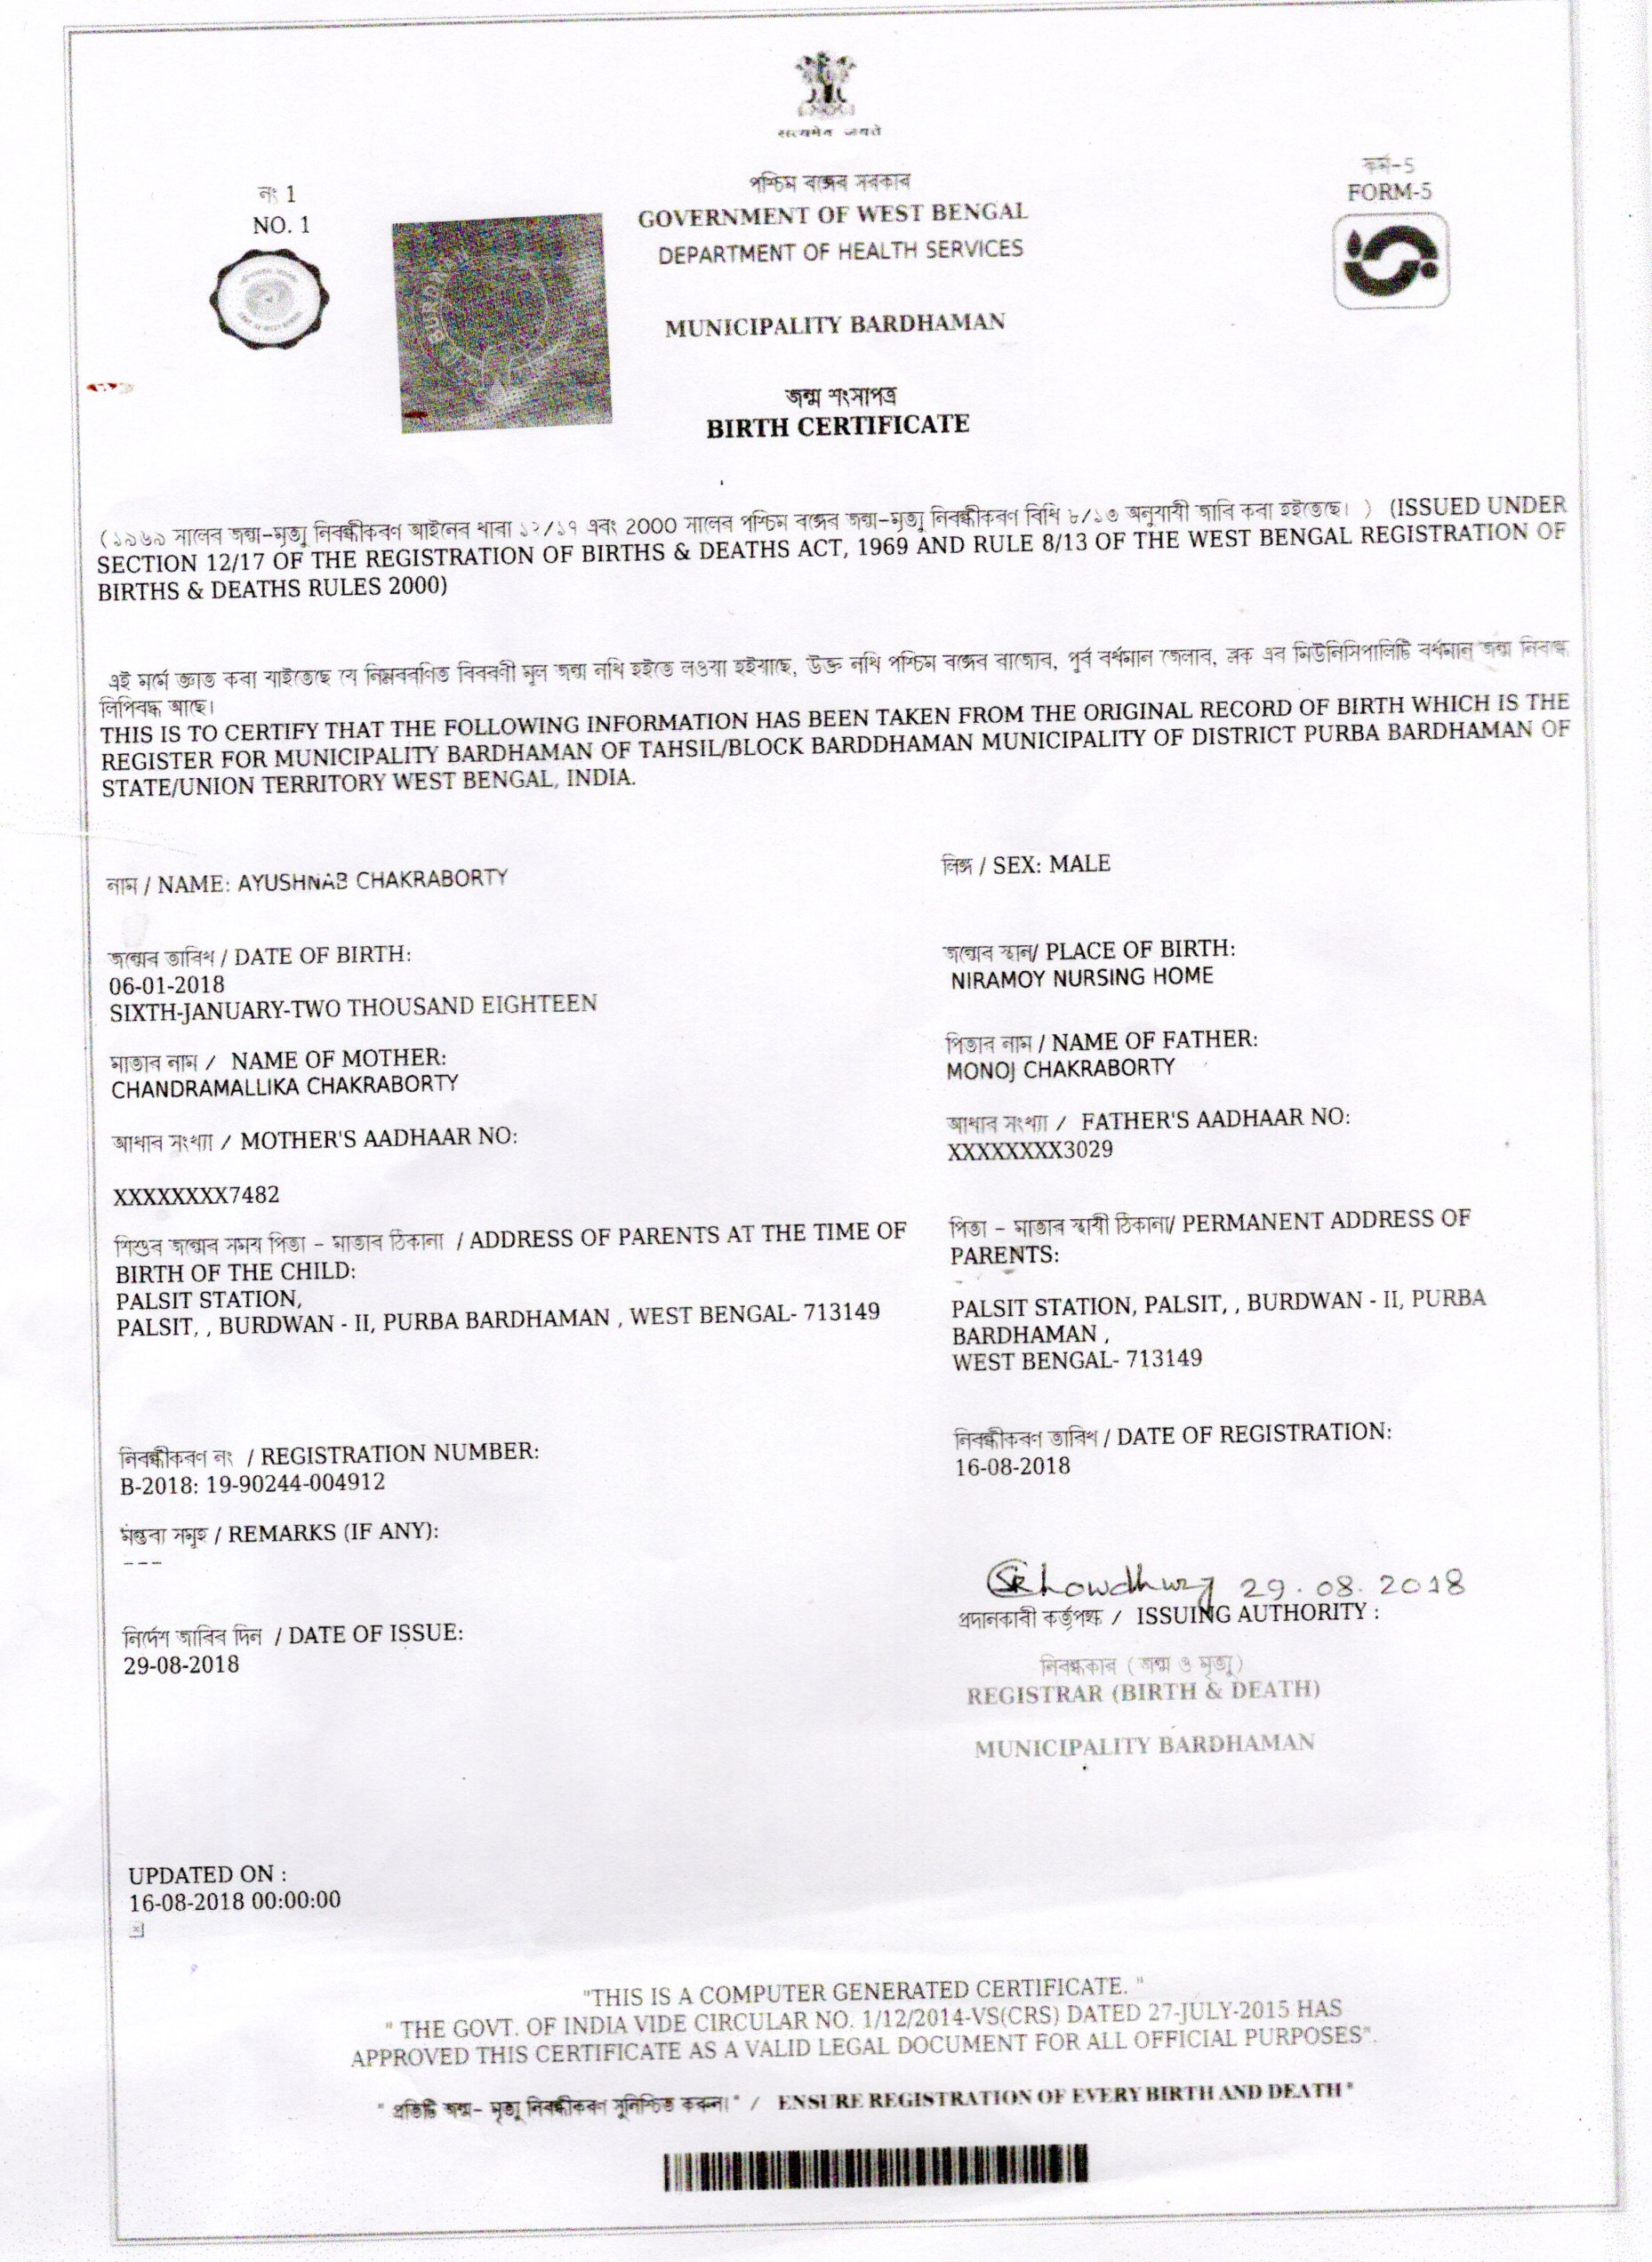 सत्यमेव जयते
নং 1
NO. 1
পশ্চিম বঙ্গের সরকার
GOVERNMENT OF WEST BENGAL
DEPARTMENT OF HEALTH SERVICES
MUNICIPALITY BARDHAMAN
ফর্ম-5
FORM-5
জন্ম শংসাপত্র
BIRTH CERTIFICATE
(১৯৬৯ সালের জন্ম-মৃত্যু নিবন্ধীকরণ আইনের ধারা ১২/১৭ এবং 2000 সালের পশ্চিম বঙ্গের জন্ম-মৃত্যু নিবন্ধীকরণ বিধি ৮/১৩ অনুযায়ী জারি করা হইতেছে। ) (ISSUED UNDER
SECTION 12/17 OF THE REGISTRATION OF BIRTHS & DEATHS ACT, 1969 AND RULE 8/13 OF THE WEST BENGAL REGISTRATION OF
BIRTHS & DEATHS RULES 2000)
এই মর্মে জ্ঞাত করা যাইতেছে যে নিম্নবরণিত বিবরণী মূল জন্ম নথি হইতে লওয়া হইয়াছে, উক্ত নথি পশ্চিম বঙ্গের রাজ্যের, পূর্ব বর্ধমান জেলার, ব্লক এর মিউনিসিপালিটি বর্ধমান জন্ম নিবন্ধে
লিপিবদ্ধ আছে।
THIS IS TO CERTIFY THAT THE FOLLOWING INFORMATION HAS BEEN TAKEN FROM THE ORIGINAL RECORD OF BIRTH WHICH IS THE
REGISTER FOR MUNICIPALITY BARDHAMAN OF TAHSIL/BLOCK BARDDHAMAN MUNICIPALITY OF DISTRICT PURBA BARDHAMAN OF
STATE/UNION TERRITORY WEST BENGAL, INDIA.
নাম / NAME: AYUSHNAB CHAKRABORTY
লিঙ্গ / SEX: MALE
জন্মের তারিখ / DATE OF BIRTH:
06-01-2018
SIXTH-JANUARY-TWO THOUSAND EIGHTEEN
জন্মের স্থান/ PLACE OF BIRTH:
NIRAMOY NURSING HOME
মাতার নাম / NAME OF MOTHER:
CHANDRAMALLIKA CHAKRABORTY
পিতার নাম / NAME OF FATHER:
MONOJ CHAKRABORTY
আধার সংখ্যা / MOTHER'S AADHAAR NO:
XXXXXXXX7482
আধার সংখ্যা / FATHER'S AADHAAR NO:
XXXXXXXX3029
শিশুর জন্মের সময় পিতা - মাতার ঠিকানা / ADDRESS OF PARENTS AT THE TIME OF
BIRTH OF THE CHILD:
PALSIT STATION,
PALSIT, , BURDWAN - II, PURBA BARDHAMAN , WEST BENGAL- 713149
পিতা - মাতার স্থায়ী ঠিকানা/ PERMANENT ADDRESS OF
PARENTS:
PALSIT STATION, PALSIT, , BURDWAN - II, PURBA
BARDHAMAN ,
WEST BENGAL- 713149
নিবন্ধীকরণ নং / REGISTRATION NUMBER:
B-2018: 19-90244-004912
নিবন্ধীকরণ তারিখ / DATE OF REGISTRATION:
16-08-2018
মন্তব্য সমূহ / REMARKS (IF ANY):
---
নির্দেশ জারির দিন / DATE OF ISSUE:
29-08-2018
SKhowdhury 29.08.2018
প্রদানকারী কর্তৃপক্ষ / ISSUING AUTHORITY :
নিবন্ধকার (জন্ম ও মৃত্যু)
REGISTRAR (BIRTH & DEATH)
MUNICIPALITY BARDHAMAN
UPDATED ON :
16-08-2018 00:00:00
"THIS IS A COMPUTER GENERATED CERTIFICATE. "
" THE GOVT. OF INDIA VIDE CIRCULAR NO. 1/12/2014-VS(CRS) DATED 27-JULY-2015 HAS
APPROVED THIS CERTIFICATE AS A VALID LEGAL DOCUMENT FOR ALL OFFICIAL PURPOSES".
" প্রতিটি জন্ম- মৃত্যু নিবন্ধীকরণ সুনিশ্চিত করুন।" / ENSURE REGISTRATION OF EVERY BIRTH AND DEATH "